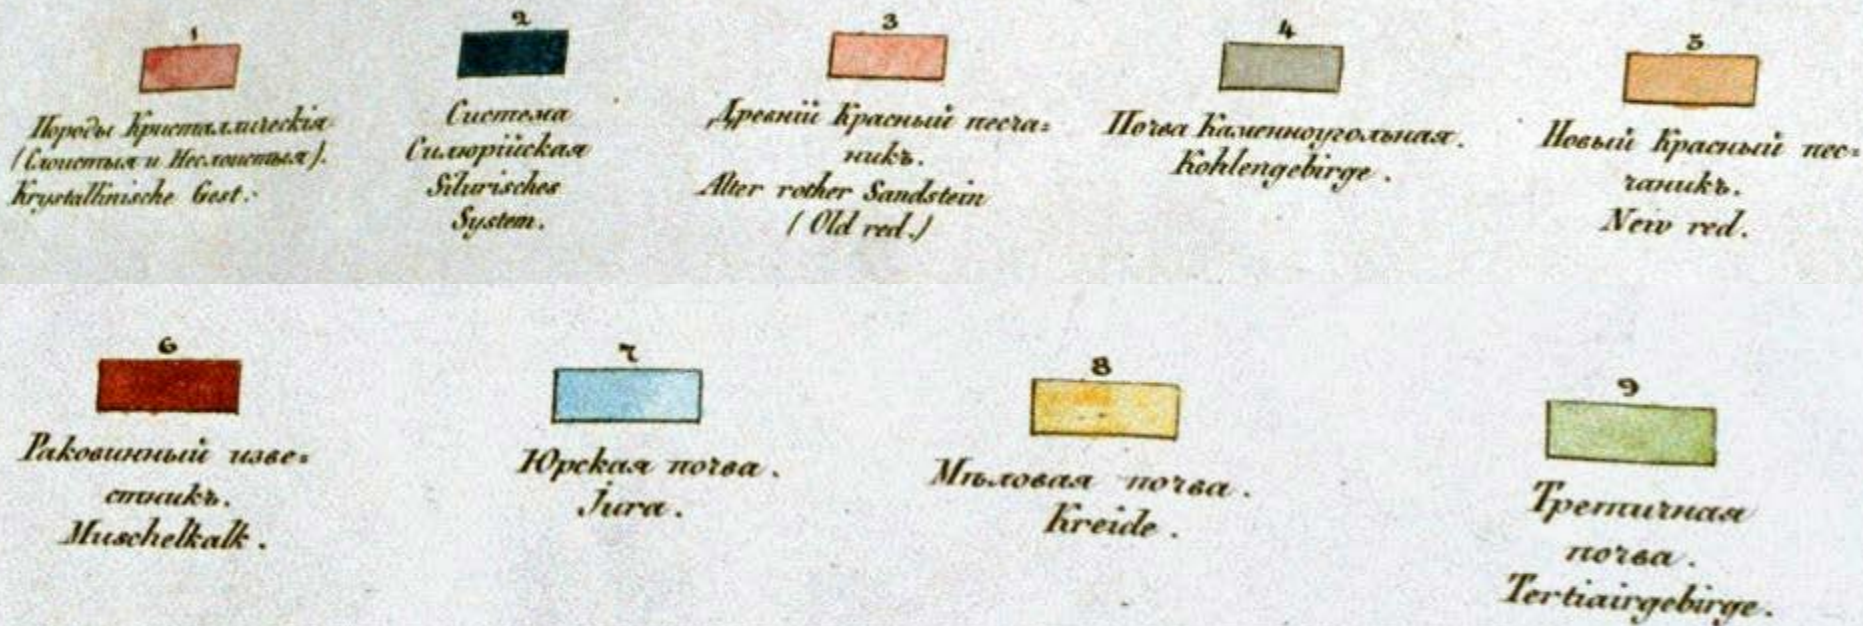 1
Породы Кристаллическія
(Слоистыя и Неслоистыя).
Krystallinische Gest:
2
Система
Силюрійская
Silurisches
System.
3
Древній Красный песча=
никъ.
Alter rother Sandstein
(Old red.)
4
Почва Каменноугольная.
Kohlengebirge.
5
Новый Красный пес=
чаникъ.
New red.
6
Раковинный изве=
стникъ.
Muschelkalk.
7
Юрская почва.
Jura.
8
Мѣловая почва.
Kreide.
9
Третичная
почва.
Tertiairgebirge.